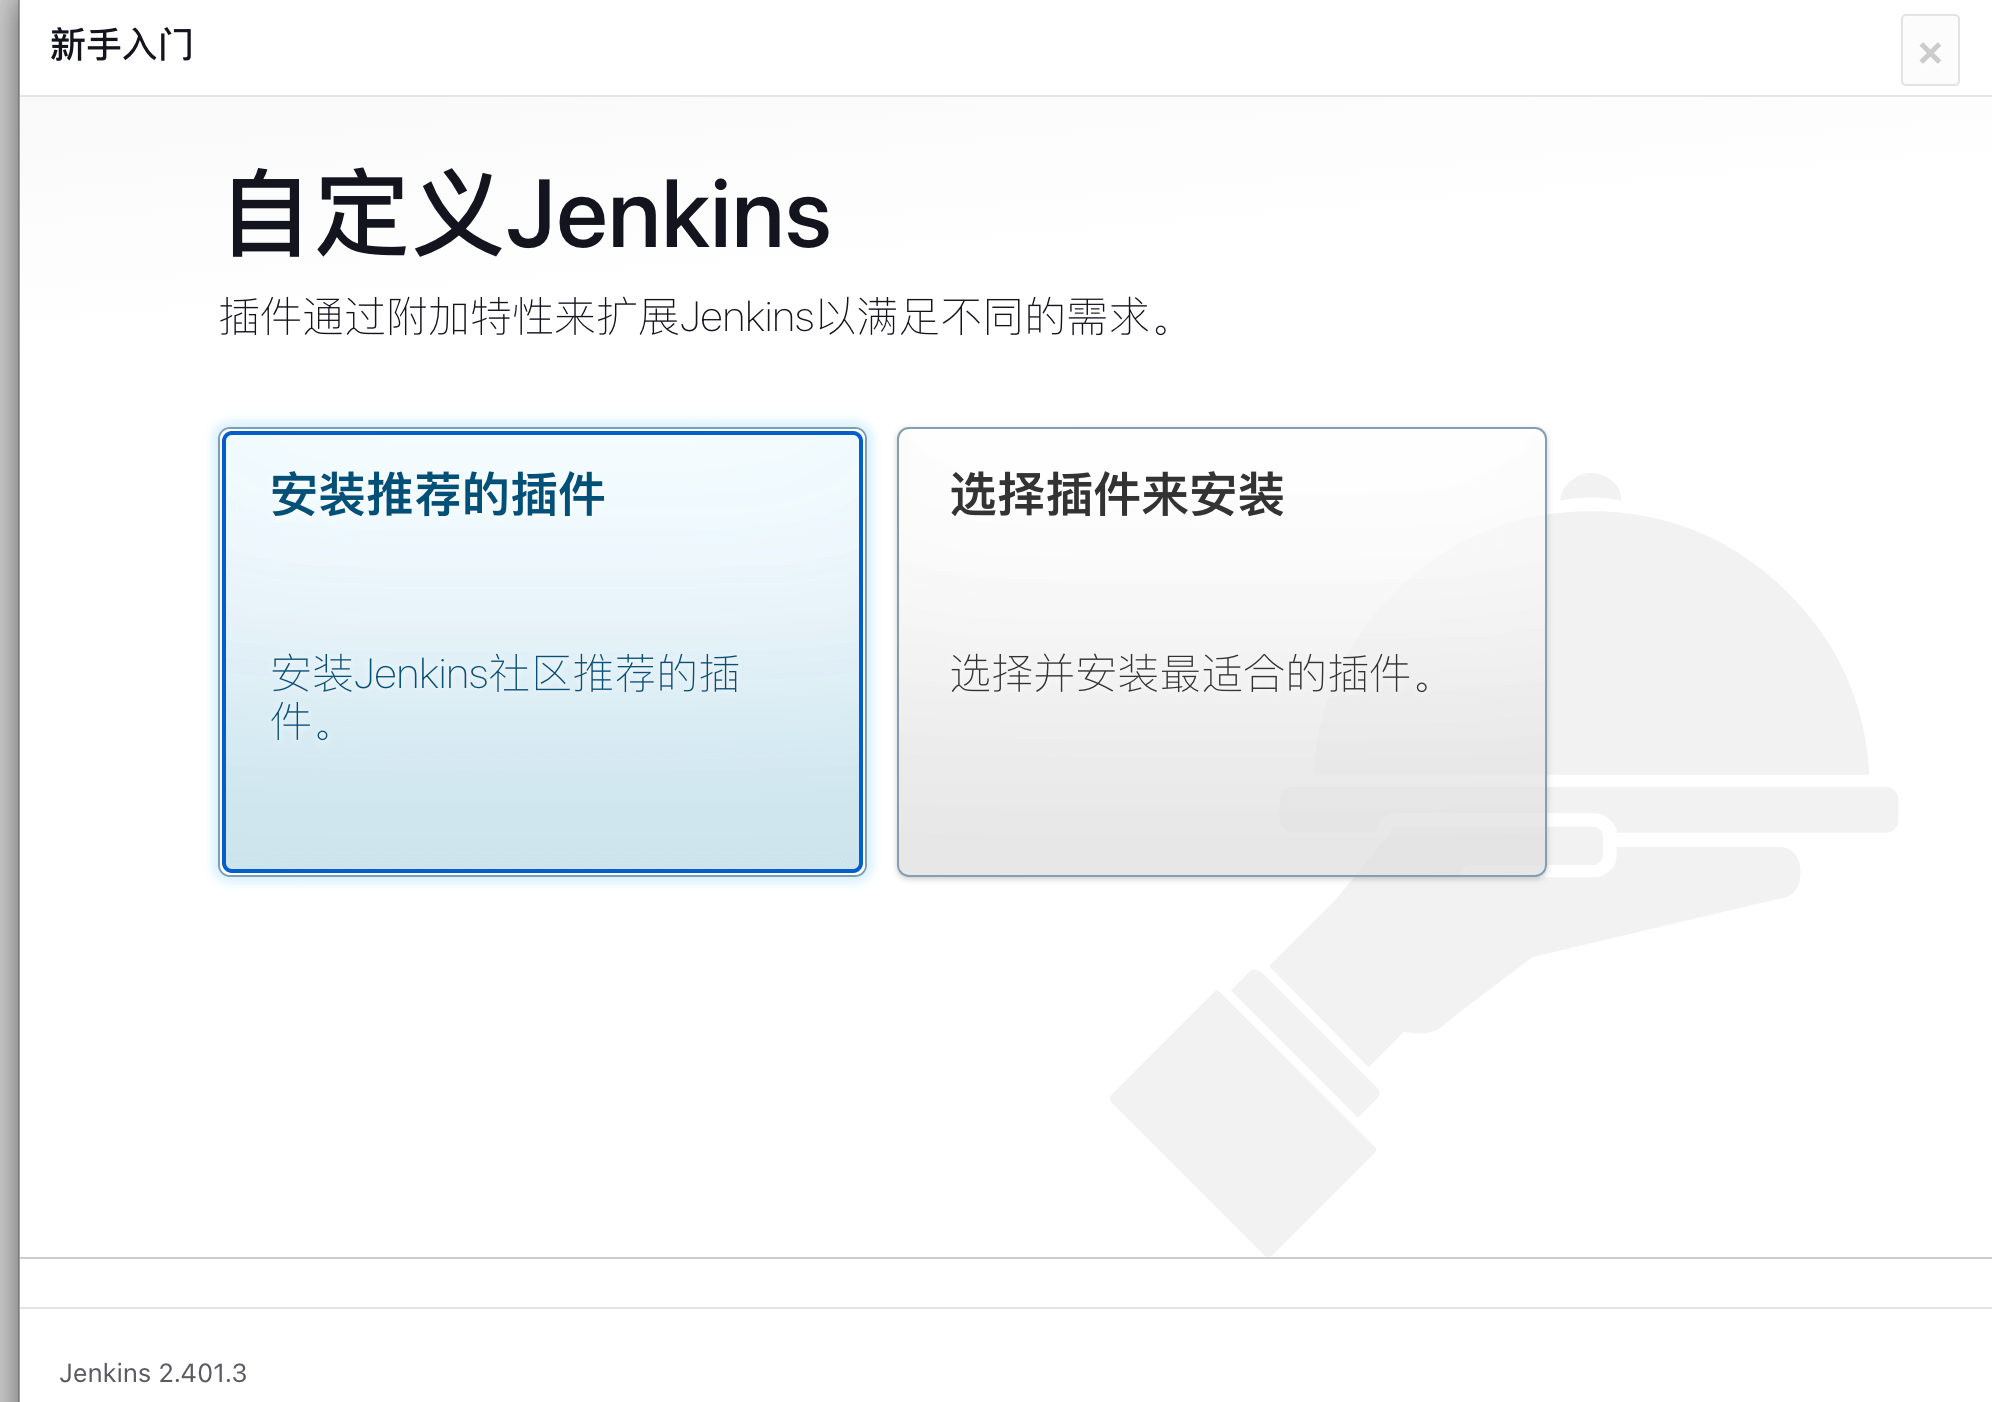 新手入门
×
自定义Jenkins
插件通过附加特性来扩展Jenkins以满足不同的需求。
安装推荐的插件
安装Jenkins社区推荐的插
件。
选择插件来安装
选择并安装最适合的插件。
Jenkins 2.401.3